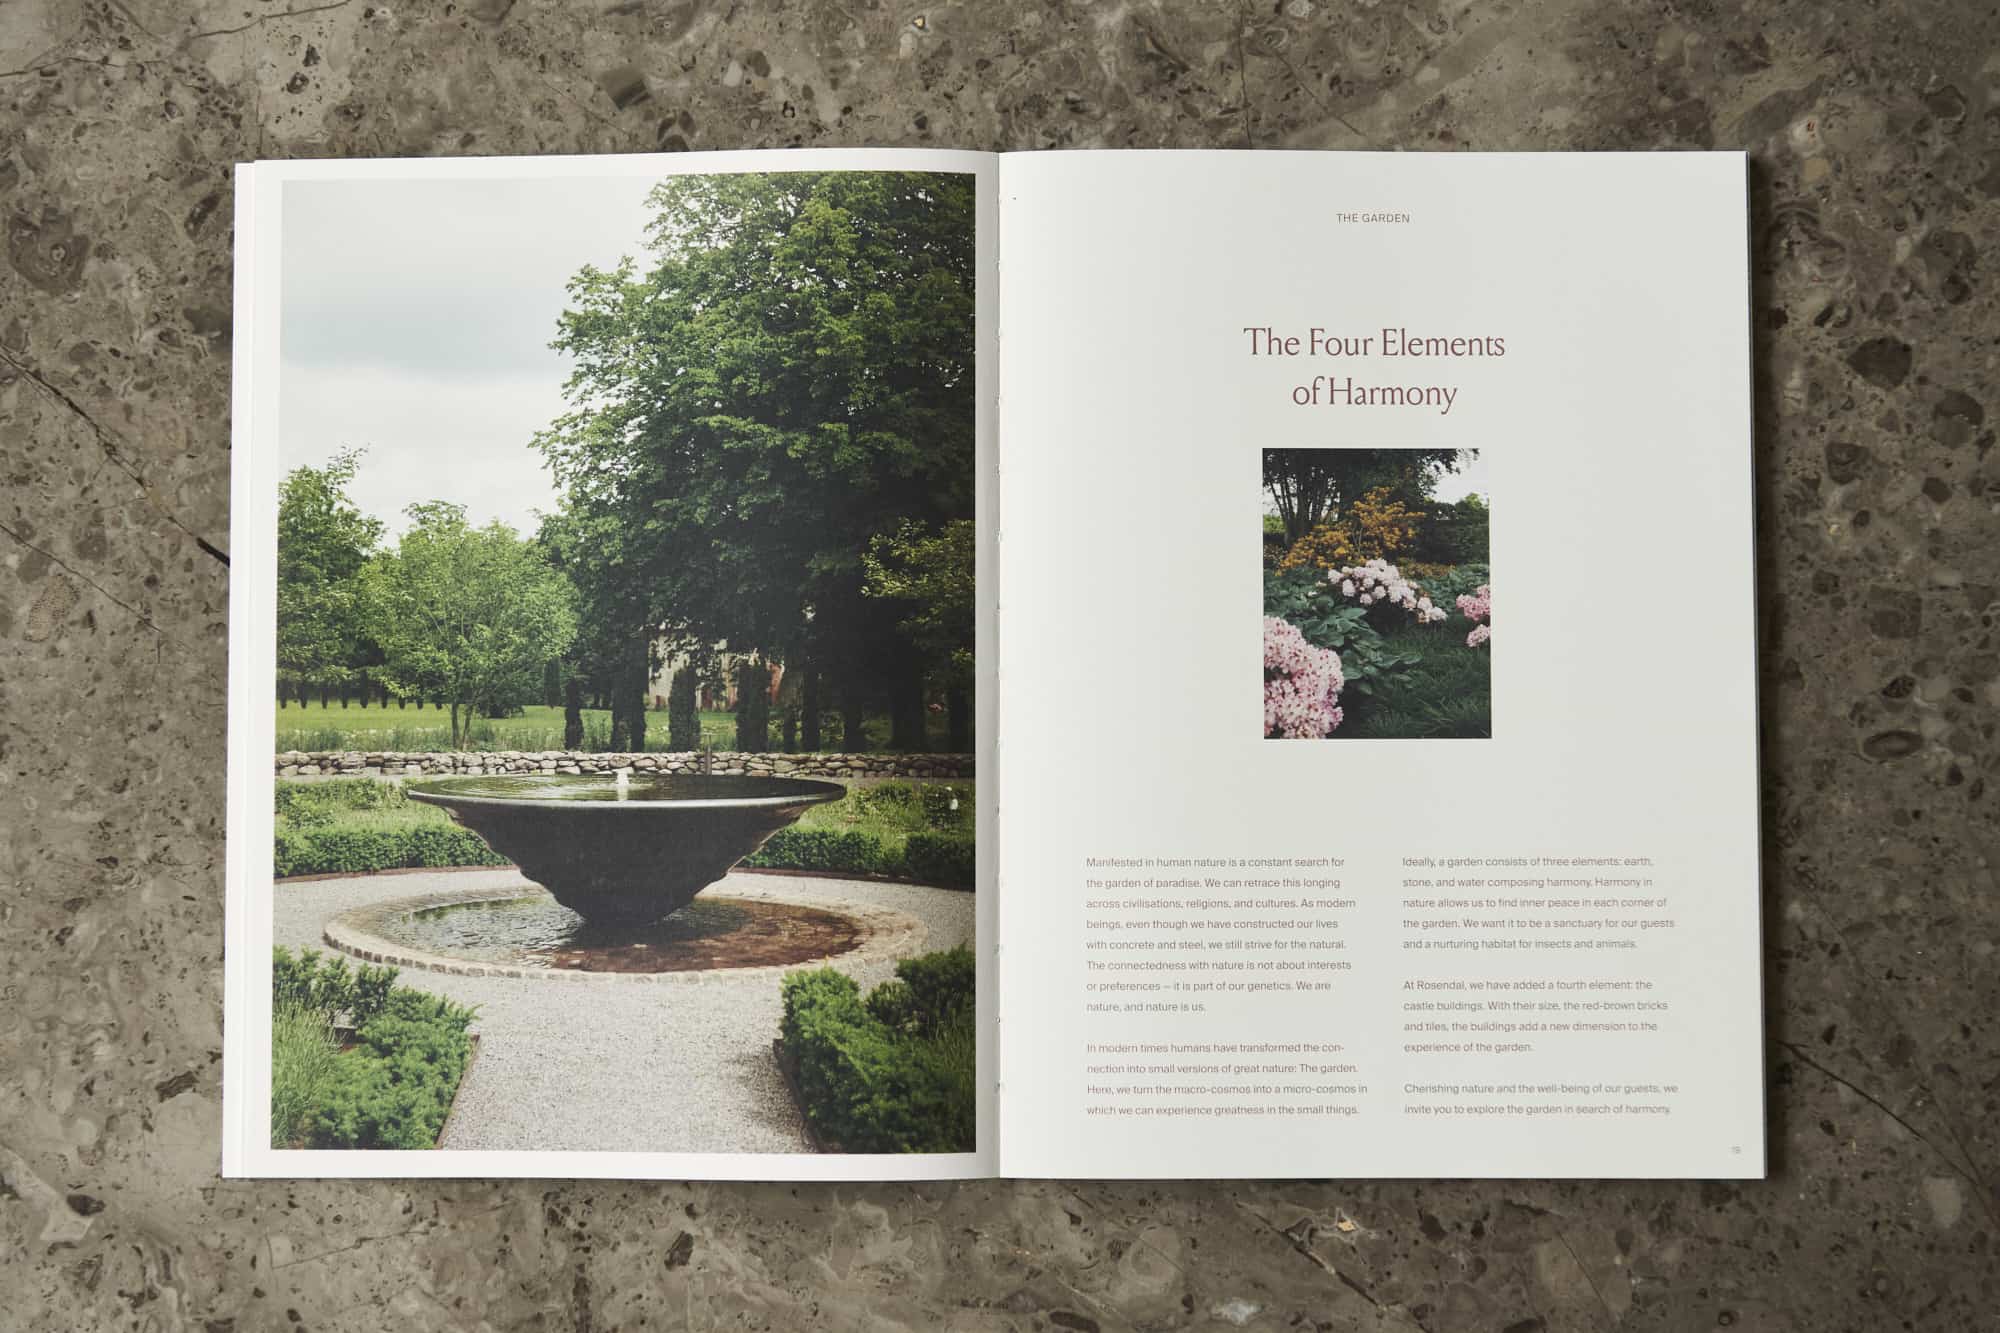 THE GARDEN
The Four Elements
of Harmony
Manifested in human nature is a constant search for
the garden of paradise. We can retrace this longing
across civilisations, religions, and cultures. As modern
beings, even though we have constructed our lives
with concrete and steel, we still strive for the natural.
The connectedness with nature is not about interests
or preferences – it is part of our genetics. We are
nature, and nature is us.
In modern times humans have transformed the con-
nection into small versions of great nature: The garden.
Here, we turn the macro-cosmos into a micro-cosmos in
which we can experience greatness in the small things.
Ideally, a garden consists of three elements: earth,
stone, and water composing harmony. Harmony in
nature allows us to find inner peace in each corner of
the garden. We want it to be a sanctuary for our guests
and a nurturing habitat for insects and animals.
At Rosendal, we have added a fourth element: the
castle buildings. With their size, the red-brown bricks
and tiles, the buildings add a new dimension to the
experience of the garden.
Cherishing nature and the well-being of our guests, we
invite you to explore the garden in search of harmony.